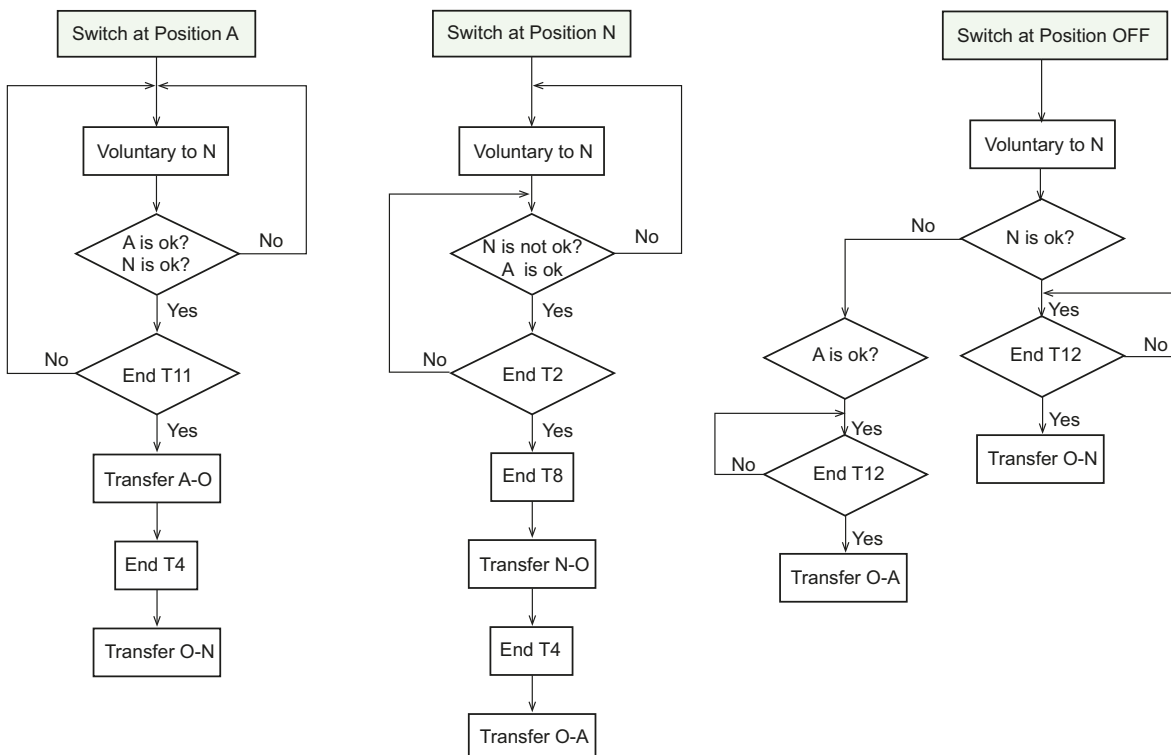 Switch at Position A
Voluntary to N
A is ok?
N is ok?
No
Yes
No
End T11
Yes
Transfer A-O
End T4
Transfer O-N
Switch at Position N
Voluntary to N
N is not ok?
A is ok
No
Yes
No
End T2
Yes
End T8
Transfer N-O
End T4
Transfer O-A
Switch at Position OFF
Voluntary to N
No
N is ok?
Yes
A is ok?
End T12
No
Yes
Yes
Transfer O-N
No
End T12
Yes
Transfer O-A